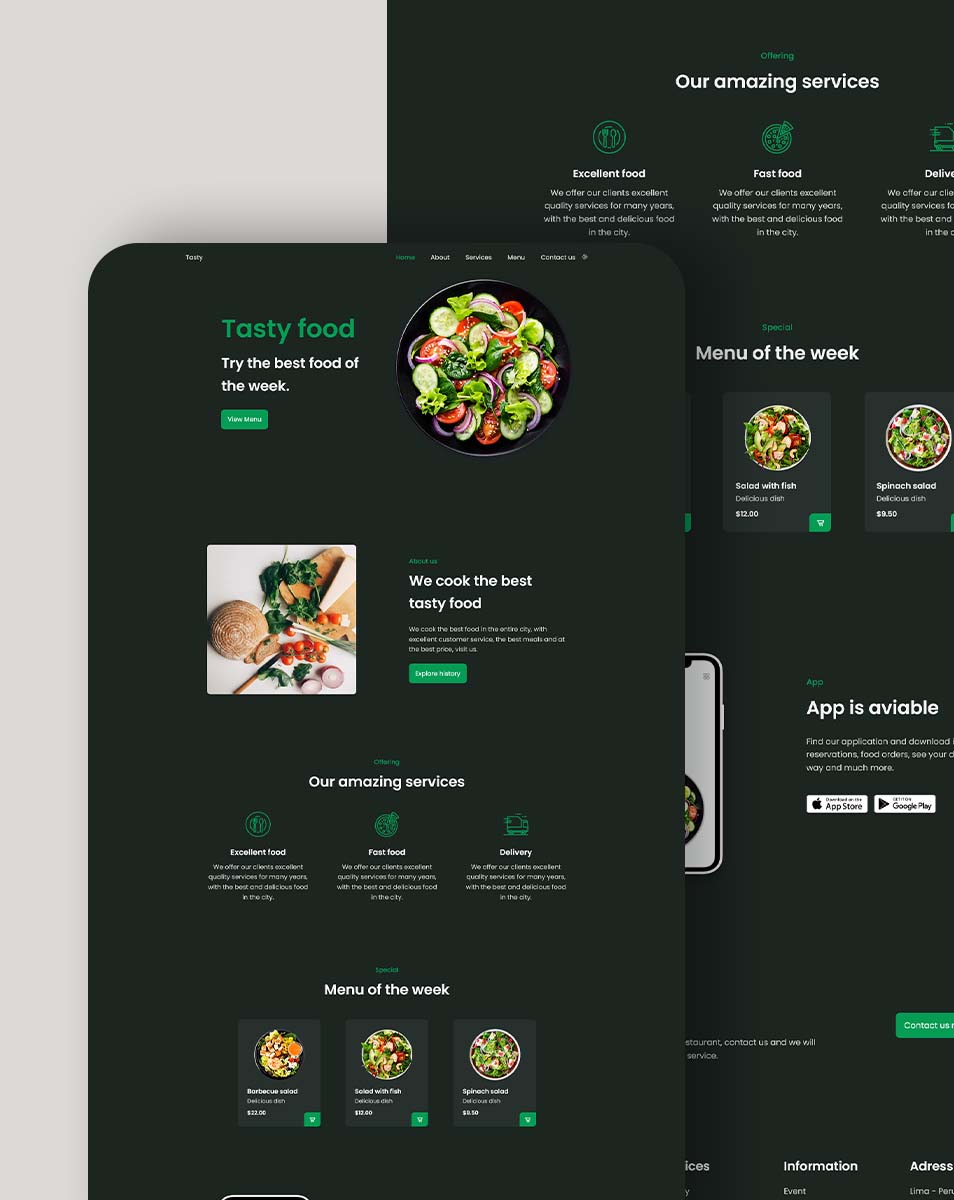 Offering
Our amazing services
Excellent food
We offer our clients excellent
quality services for many years,
with the best and delicious food
in the city.
Fast food
We offer our clients excellent
quality services for many years,
with the best and delicious food
in the city.
Delive
We offer our clie
quality services fo
with the best and
in the c
Special
Menu of the week
Salad with fish
Delicious dish
$12.00
Spinach salad
Delicious dish
$9.50
App
App is aviable
Find our application and download
reservations, food orders, see your d
way and much more.
Download on the
App Store
GET IT ON
Google Play
Contact us
staurant, contact us and we will
service.
ices
y
Information
Event
Adress
Lima - Peru
Tasty
Home
About
Services
Menu
Contact us
Tasty food
Try the best food of
the week.
View Menu
About us
We cook the best
tasty food
We cook the best food in the entire city, with
excellent customer service, the best meals and at
the best price, visit us.
Explore history
Offering
Our amazing services
Excellent food
We offer our clients excellent
quality services for many years,
with the best and delicious food
in the city.
Fast food
We offer our clients excellent
quality services for many years,
with the best and delicious food
in the city.
Delivery
We offer our clients excellent
quality services for many years,
with the best and delicious food
in the city.
Special
Menu of the week
Barbecue salad
Delicious dish
$22.00
Salad with fish
Delicious dish
$12.00
Spinach salad
Delicious dish
$9.50